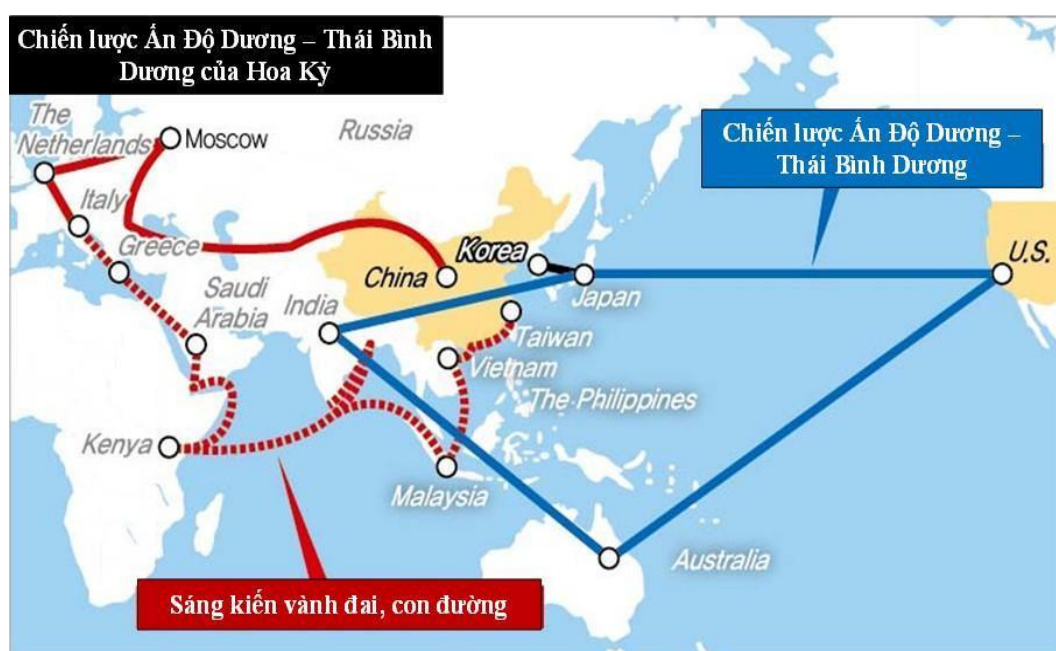 Chiến lược Ấn Độ Dương – Thái Bình
Dương của Hoa Kỳ
The
Netherlands
Moscow
Russia
Chiến lược Ấn Độ Dương –
Thái Bình Dương
Italy
Greece
Korea
U.S.
China
Saudi
Arabia
India
Japan
Taiwan
Vietnam
The Philippines
Kenya
Malaysia
Australia
Sáng kiến vành đai, con đường